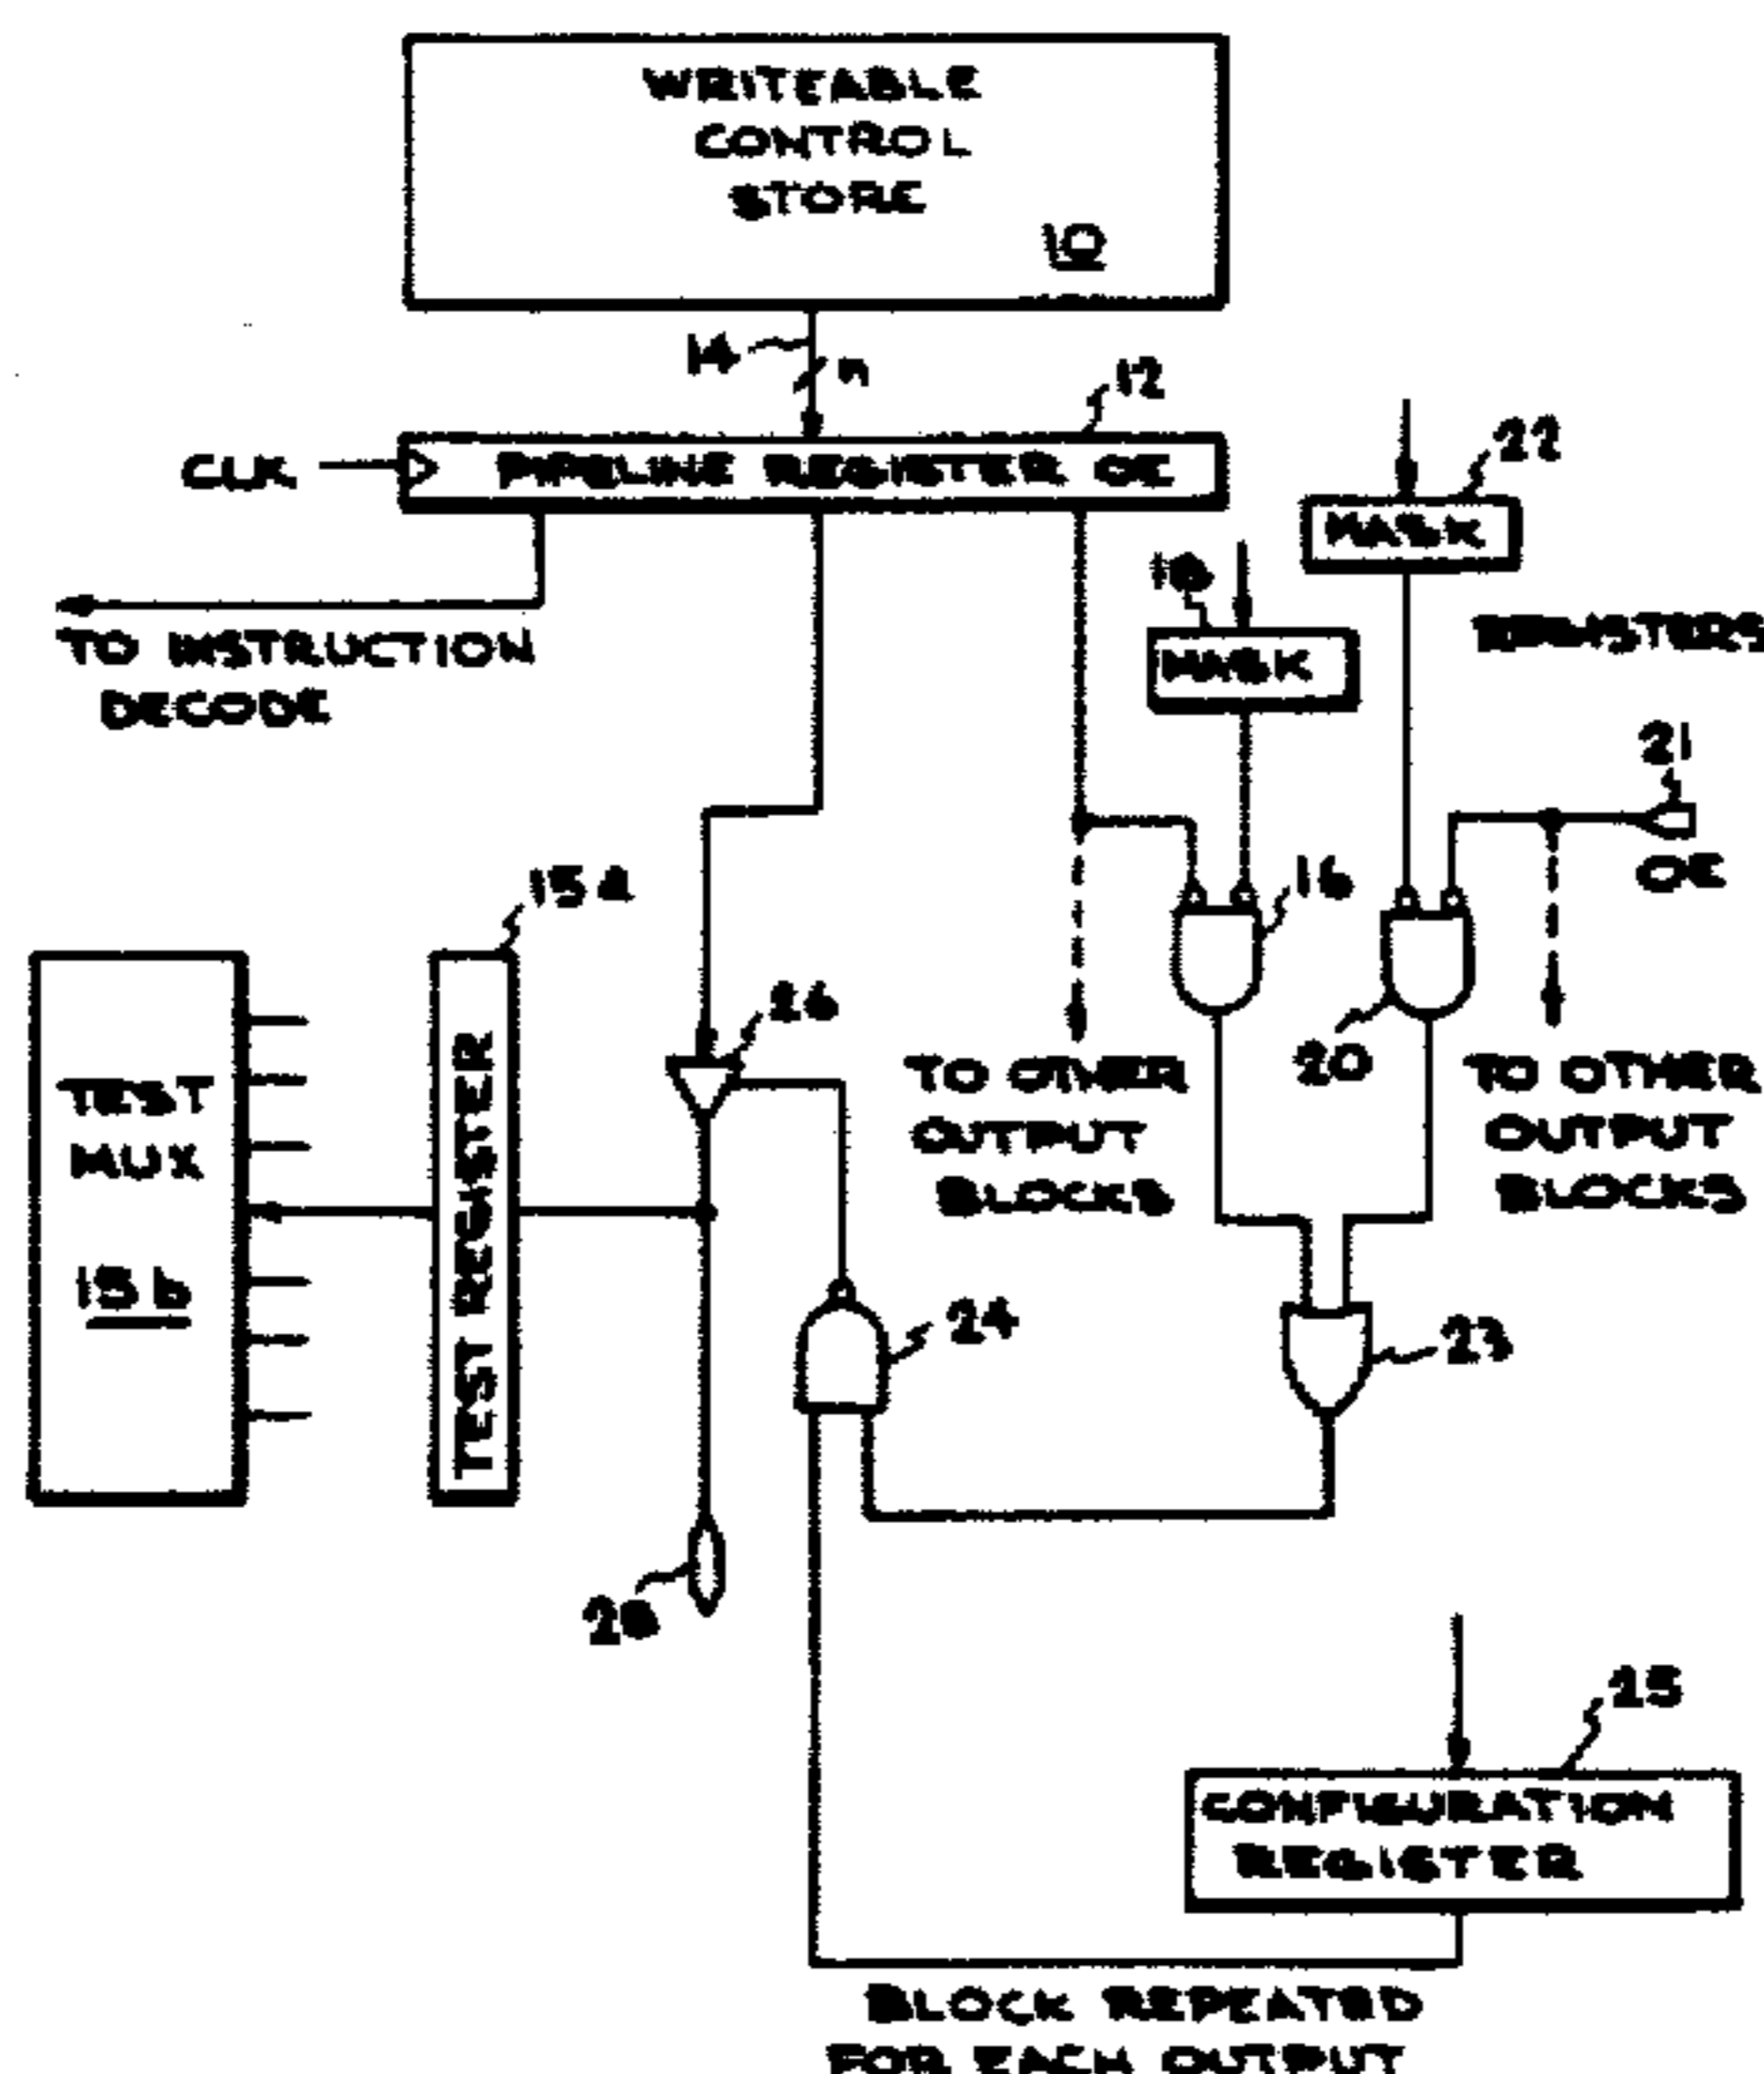 WRITEABLE
CONTROL
STORE
10
14
12
CLK
PIPELINE REGISTER OE
22
MASK
TO INSTRUCTION
DECODE
MASK
REGISTERS
21
OE
15a
16
26
20
TEST
MUX
15b
TEST REGISTER
TO OTHER
OUTPUT
BLOCKS
TO OTHER
OUTPUT
BLOCKS
24
23
25
CONFIGURATION
REGISTER
BLOCK REPEATED
FOR EACH OUTPUT